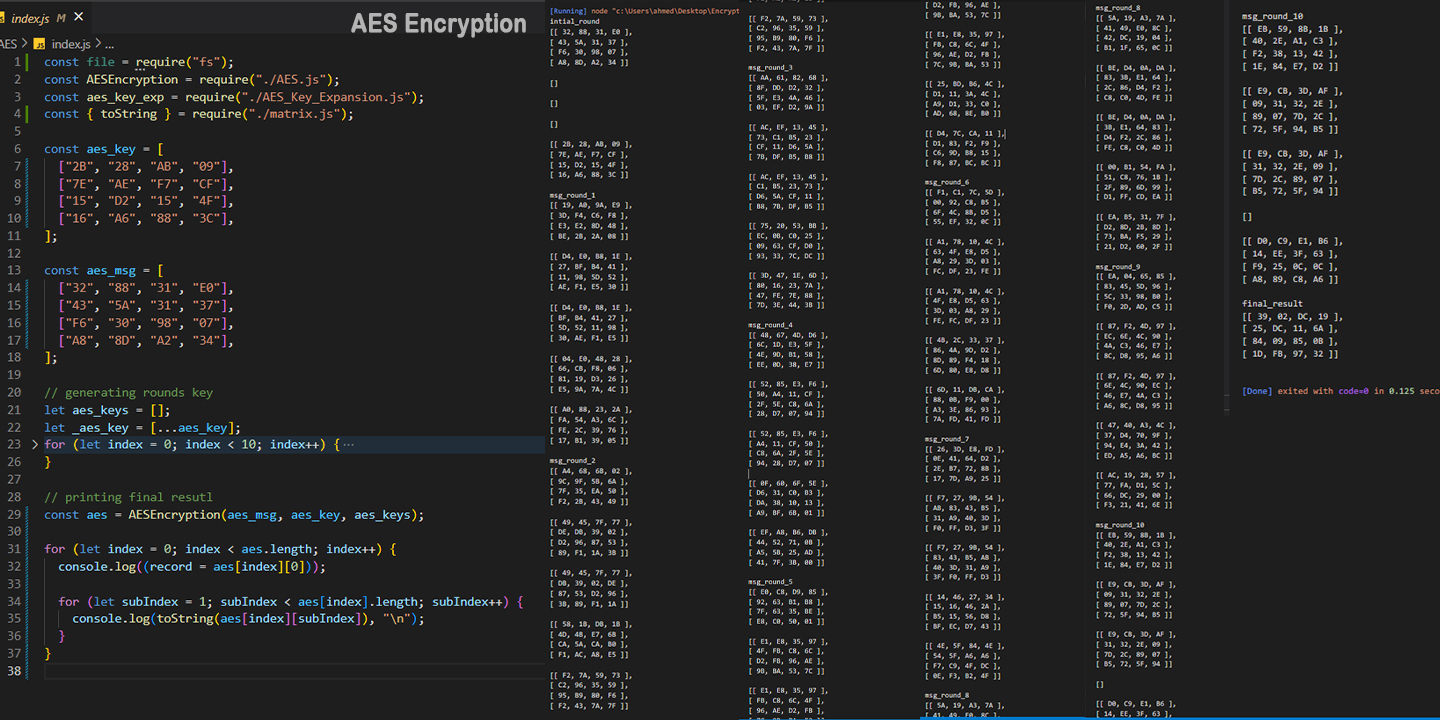 index.js M ×
AES Encryption
AES > JS index.js > ...
1 const file = require("fs");
2 const AESEncryption = require("./AES.js");
3 const aes_key_exp = require("./AES_Key_Expansion.js");
4 const { toString } = require("./matrix.js");
5
6 const aes_key = [
7 ["2B", "28", "AB", "09"],
8 ["7E", "AE", "F7", "CF"],
9 ["15", "D2", "15", "4F"],
10 ["16", "A6", "88", "3C"],
11 ];
12
13 const aes_msg = [
14 ["32", "88", "31", "E0"],
15 ["43", "5A", "31", "37"],
16 ["F6", "30", "98", "07"],
17 ["A8", "8D", "A2", "34"],
18 ];
19
20 // generating rounds key
21 let aes_keys = [];
22 let _aes_key = [...aes_key];
23 for (let index = 0; index < 10; index++) { ...
26 }
27
28 // printing final resutl
29 const aes = AESEncryption(aes_msg, aes_key, aes_keys);
30
31 for (let index = 0; index < aes.length; index++) {
32 console.log((record = aes[index][0]));
33
34 for (let subIndex = 1; subIndex < aes[index].length; subIndex++) {
35 console.log(toString(aes[index][subIndex]), "\n");
36 }
37 }
38
[Running] node "c:\Users\ahmed\Desktop\Encrypt
intial_round
[[ 32, 88, 31, E0 ],
[ 43, 5A, 31, 37 ],
[ F6, 30, 98, 07 ],
[ A8, 8D, A2, 34 ]]
[]
[]
[]
[[ 2B, 28, AB, 09 ],
[ 7E, AE, F7, CF ],
[ 15, D2, 15, 4F ],
[ 16, A6, 88, 3C ]]
msg_round_1
[[ 19, A0, 9A, E9 ],
[ 3D, F4, C6, F8 ],
[ E3, E2, 8D, 48 ],
[ BE, 2B, 2A, 08 ]]
[[ D4, E0, B8, 1E ],
[ 27, BF, B4, 41 ],
[ 11, 98, 5D, 52 ],
[ AE, F1, E5, 30 ]]
[[ D4, E0, B8, 1E ],
[ BF, B4, 41, 27 ],
[ 5D, 52, 11, 98 ],
[ 30, AE, F1, E5 ]]
[[ 04, E0, 48, 28 ],
[ 66, CB, F8, 06 ],
[ 81, 19, D3, 26 ],
[ E5, 9A, 7A, 4C ]]
[[ A0, 88, 23, 2A ],
[ FA, 54, A3, 6C ],
[ FE, 2C, 39, 76 ],
[ 17, B1, 39, 05 ]]
msg_round_2
[[ A4, 68, 6B, 02 ],
[ 9C, 9F, 5B, 6A ],
[ 7F, 35, EA, 50 ],
[ F2, 2B, 43, 49 ]]
[[ 49, 45, 7F, 77 ],
[ DE, DB, 39, 02 ],
[ D2, 96, 87, 53 ],
[ 89, F1, 1A, 3B ]]
[[ 49, 45, 7F, 77 ],
[ DB, 39, 02, DE ],
[ 87, 53, D2, 96 ],
[ 3B, 89, F1, 1A ]]
[[ 58, 1B, DB, 1B ],
[ 4D, 4B, E7, 6B ],
[ CA, 5A, CA, B0 ],
[ F1, AC, A8, E5 ]]
[[ F2, 7A, 59, 73 ],
[ C2, 96, 35, 59 ],
[ 95, B9, 80, F6 ],
[ F2, 43, 7A, 7F ]]
[[ F2, 7A, 59, 73 ],
[ C2, 96, 35, 59 ],
[ 95, B9, 80, F6 ],
[ F2, 43, 7A, 7F ]]
msg_round_3
[[ AA, 61, 82, 68 ],
[ 8F, DD, D2, 32 ],
[ 5F, E3, 4A, 46 ],
[ 03, EF, D2, 9A ]]
[[ AC, EF, 13, 45 ],
[ 73, C1, B5, 23 ],
[ CF, 11, D6, 5A ],
[ 7B, DF, B5, B8 ]]
[[ AC, EF, 13, 45 ],
[ C1, B5, 23, 73 ],
[ D6, 5A, CF, 11 ],
[ B8, 7B, DF, B5 ]]
[[ 75, 20, 53, BB ],
[ EC, 0B, C0, 25 ],
[ 09, 63, CF, D0 ],
[ 93, 33, 7C, DC ]]
[[ 3D, 47, 1E, 6D ],
[ 80, 16, 23, 7A ],
[ 47, FE, 7E, 88 ],
[ 7D, 3E, 44, 3B ]]
msg_round_4
[[ 48, 67, 4D, D6 ],
[ 6C, 1D, E3, 5F ],
[ 4E, 9D, B1, 58 ],
[ EE, 0D, 38, E7 ]]
[[ 52, 85, E3, F6 ],
[ 50, A4, 11, CF ],
[ 2F, 5E, C8, 6A ],
[ 28, D7, 07, 94 ]]
[[ 52, 85, E3, F6 ],
[ A4, 11, CF, 50 ],
[ C8, 6A, 2F, 5E ],
[ 94, 28, D7, 07 ]]
[[ 0F, 60, 6F, 5E ],
[ D6, 31, C0, B3 ],
[ DA, 38, 10, 13 ],
[ A9, BF, 6B, 01 ]]
[[ EF, A8, B6, DB ],
[ 44, 52, 71, 0B ],
[ A5, 5B, 25, AD ],
[ 41, 7F, 3B, 00 ]]
msg_round_5
[[ E0, C8, D9, 85 ],
[ 92, 63, B1, B8 ],
[ 7F, 63, 35, BE ],
[ E8, C0, 50, 01 ]]
[[ E1, E8, 35, 97 ],
[ 4F, FB, C8, 6C ],
[ D2, FB, 96, AE ],
[ 9B, BA, 53, 7C ]]
[[ E1, E8, 35, 97 ],
[ FB, C8, 6C, 4F ],
[ 96, AE, D2, FB ],
[ D2, FB, 96, AE ],
[ 9B, BA, 53, 7C ]]
[[ E1, E8, 35, 97 ],
[ FB, C8, 6C, 4F ],
[ 96, AE, D2, FB ],
[ 7C, 9B, BA, 53 ]]
[[ 25, BD, B6, 4C ],
[ D1, 11, 3A, 4C ],
[ A9, D1, 33, C0 ],
[ AD, 68, 8E, B0 ]]
[[ D4, 7C, CA, 11 ],
[ D1, 83, F2, F9 ],
[ C6, 9D, B8, 15 ],
[ F8, 87, BC, BC ]]
msg_round_6
[[ F1, C1, 7C, 5D ],
[ 00, 92, C8, B5 ],
[ 6F, 4C, 8B, D5 ],
[ 55, EF, 32, 0C ]]
[[ A1, 78, 10, 4C ],
[ 63, 4F, E8, D5 ],
[ A8, 29, 3D, 03 ],
[ FC, DF, 23, FE ]]
[[ A1, 78, 10, 4C ],
[ 4F, E8, D5, 63 ],
[ 3D, 03, A8, 29 ],
[ FE, FC, DF, 23 ]]
[[ 4B, 2C, 33, 37 ],
[ 86, 4A, 9D, D2 ],
[ 8D, 89, F4, 18 ],
[ 6D, 80, E8, D8 ]]
[[ 6D, 11, DB, CA ],
[ 88, 0B, F9, 00 ],
[ A3, 3E, 86, 93 ],
[ 7A, FD, 41, FD ]]
msg_round_7
[[ 26, 3D, E8, FD ],
[ 0E, 41, 64, D2 ],
[ 2E, B7, 72, 8B ],
[ 17, 7D, A9, 25 ]]
[[ F7, 27, 9B, 54 ],
[ AB, 83, 43, B5 ],
[ 31, A9, 40, 3D ],
[ F0, FF, D3, 3F ]]
[[ F7, 27, 9B, 54 ],
[ 83, 43, B5, AB ],
[ 40, 3D, 31, A9 ],
[ 3F, F0, FF, D3 ]]
[[ 14, 46, 27, 34 ],
[ 15, 16, 46, 2A ],
[ B5, 15, 56, D8 ],
[ BF, EC, D7, 43 ]]
[[ 4E, 5F, 84, 4E ],
[ 54, 5F, A6, A6 ],
[ F7, C9, 4F, DC ],
[ 0E, F3, B2, 4F ]]
msg_round_8
[[ 5A, 19, A3, 7A ],
[ 41, 49, E0, 8C ],
msg_round_8
[[ 5A, 19, A3, 7A ],
[ 41, 49, E0, 8C ],
[ 42, DC, 19, 04 ],
[ B1, 1F, 65, 0C ]]
[[ BE, D4, 0A, DA ],
[ 83, 3B, E1, 64 ],
[ 2C, 86, D4, F2 ],
[ C8, C0, 4D, FE ]]
[[ BE, D4, 0A, DA ],
[ 3B, E1, 64, 83 ],
[ D4, F2, 2C, 86 ],
[ FE, C8, C0, 4D ]]
[[ 00, B1, 54, FA ],
[ 51, C8, 76, 1B ],
[ 2F, 89, 6D, 99 ],
[ D1, FF, CD, EA ]]
[[ EA, B5, 31, 7F ],
[ D2, 8D, 2B, 8D ],
[ 73, BA, F5, 29 ],
[ 21, D2, 60, 2F ]]
msg_round_9
[[ EA, 04, 65, 85 ],
[ 83, 45, 5D, 96 ],
[ 5C, 33, 98, B0 ],
[ F0, 2D, AD, C5 ]]
[[ 87, F2, 4D, 97 ],
[ EC, 6E, 4C, 90 ],
[ 4A, C3, 46, E7 ],
[ 8C, D8, 95, A6 ]]
[[ 87, F2, 4D, 97 ],
[ 6E, 4C, 90, EC ],
[ 46, E7, 4A, C3 ],
[ A6, 8C, D8, 95 ]]
[[ 47, 40, A3, 4C ],
[ 37, D4, 70, 9F ],
[ 94, E4, 3A, 42 ],
[ ED, A5, A6, BC ]]
[[ AC, 19, 28, 57 ],
[ 77, FA, D1, 5C ],
[ 66, DC, 29, 00 ],
[ F3, 21, 41, 6E ]]
msg_round_10
[[ EB, 59, 8B, 1B ],
[ 40, 2E, A1, C3 ],
[ F2, 38, 13, 42 ],
[ 1E, 84, E7, D2 ]]
[[ E9, CB, 3D, AF ],
[ 09, 31, 32, 2E ],
[ 89, 07, 7D, 2C ],
[ 72, 5F, 94, B5 ]]
[[ E9, CB, 3D, AF ],
[ 31, 32, 2E, 09 ],
[ 7D, 2C, 89, 07 ],
[ B5, 72, 5F, 94 ]]
[]
[[ D0, C9, E1, B6 ],
[ 14, EE, 3F, 63 ],
msg_round_10
[[ EB, 59, 8B, 1B ],
[ 40, 2E, A1, C3 ],
[ F2, 38, 13, 42 ],
[ 1E, 84, E7, D2 ]]
[[ E9, CB, 3D, AF ],
[ 09, 31, 32, 2E ],
[ 89, 07, 7D, 2C ],
[ 72, 5F, 94, B5 ]]
[[ E9, CB, 3D, AF ],
[ 31, 32, 2E, 09 ],
[ 7D, 2C, 89, 07 ],
[ B5, 72, 5F, 94 ]]
[]
[[ D0, C9, E1, B6 ],
[ 14, EE, 3F, 63 ],
[ F9, 25, 0C, 0C ],
[ A8, 89, C8, A6 ]]
final_result
[[ 39, 02, DC, 19 ],
[ 25, DC, 11, 6A ],
[ 84, 09, 85, 0B ],
[ 1D, FB, 97, 32 ]]
[Done] exited with code=0 in 0.125 seco